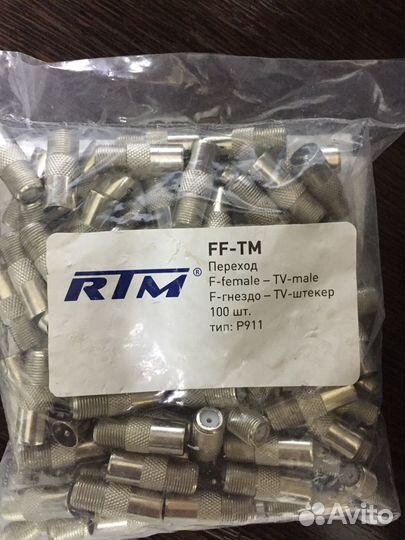 RTM®
FF-TM
Переход
F-female – TV-male
F-гнездо – TV-штекер
100 шт.
тип: P911
Avito